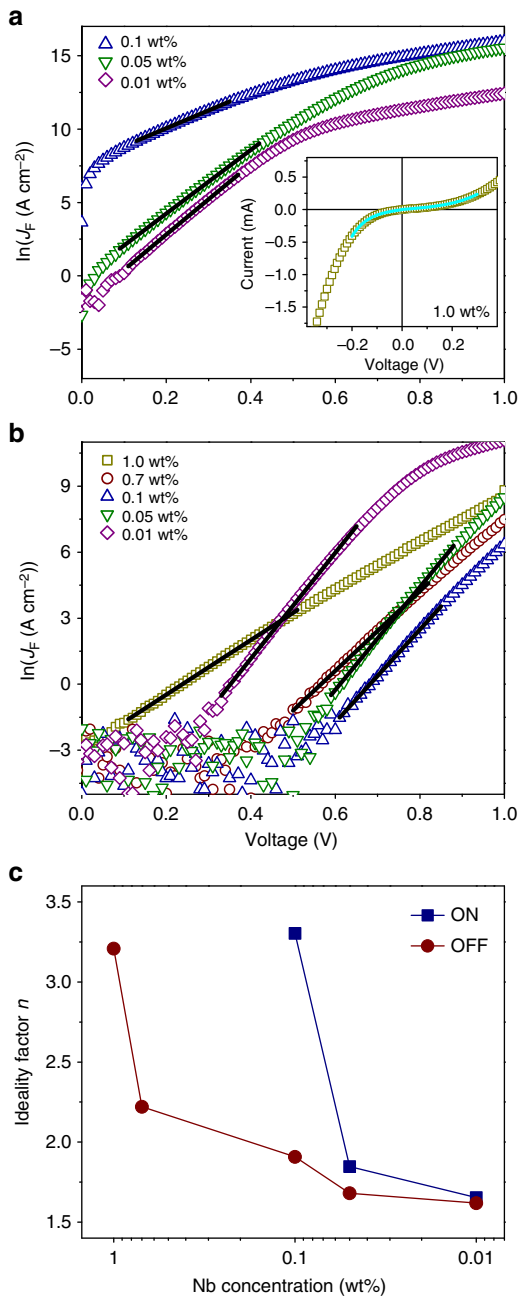 a
0.1 wt%
0.05 wt%
0.01 wt%
15
10
5
0
–5
ln(J_F (A cm⁻²))
0.5
0.0
–0.5
–1.0
–1.5
Current (mA)
1.0 wt%
–0.2 0.0 0.2
Voltage (V)
0.0 0.2 0.4 0.6 0.8 1.0
b
1.0 wt%
0.7 wt%
0.1 wt%
0.05 wt%
0.01 wt%
9
6
3
0
–3
ln(J_F (A cm⁻²))
0.0 0.2 0.4 0.6 0.8 1.0
Voltage (V)
c
ON
OFF
3.5
3.0
2.5
2.0
1.5
Ideality factor n
1 0.1 0.01
Nb concentration (wt%)